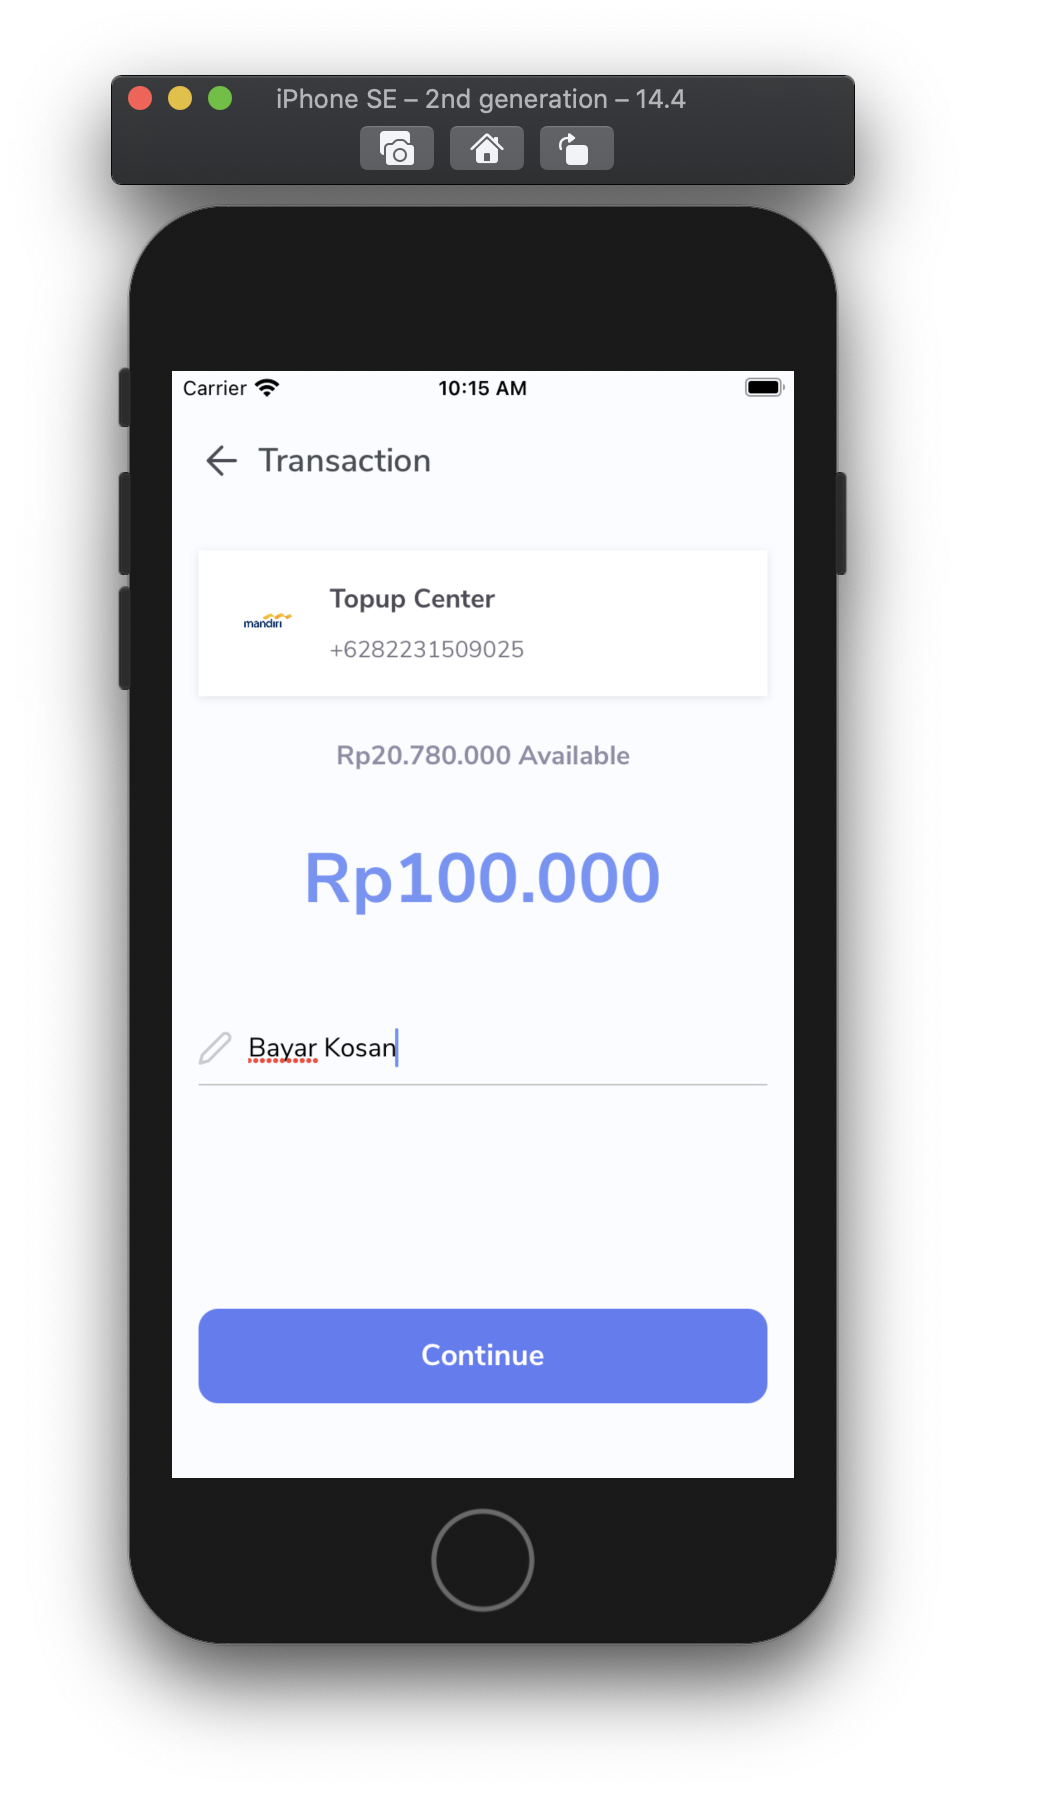 iPhone SE – 2nd generation – 14.4
Carrier 10:15 AM
Transaction
Topup Center
mandiri
+6282231509025
Rp20.780.000 Available
Rp100.000
Bayar Kosan
Continue